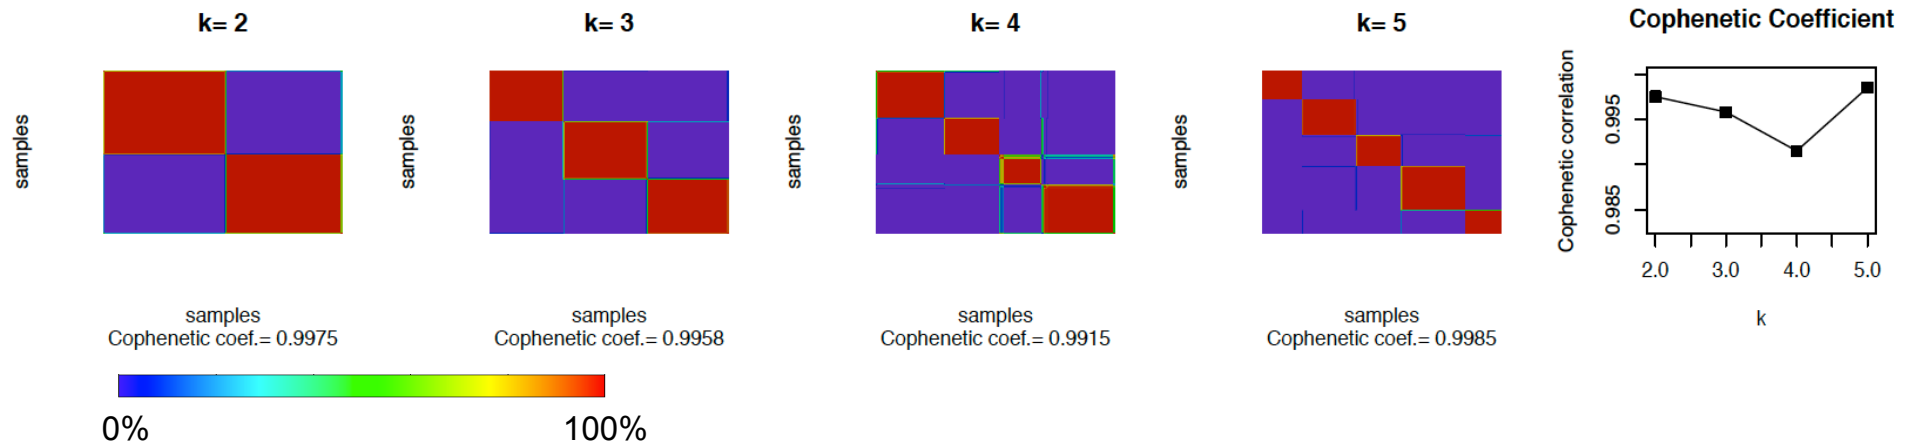 k= 2
samples
samples
Cophenetic coef.= 0.9975
k= 3
samples
samples
Cophenetic coef.= 0.9958
k= 4
samples
samples
Cophenetic coef.= 0.9915
k= 5
samples
samples
Cophenetic coef.= 0.9985
Cophenetic Coefficient
Cophenetic correlation
0.995
0.985
2.0 3.0 4.0 5.0
k
0% 100%